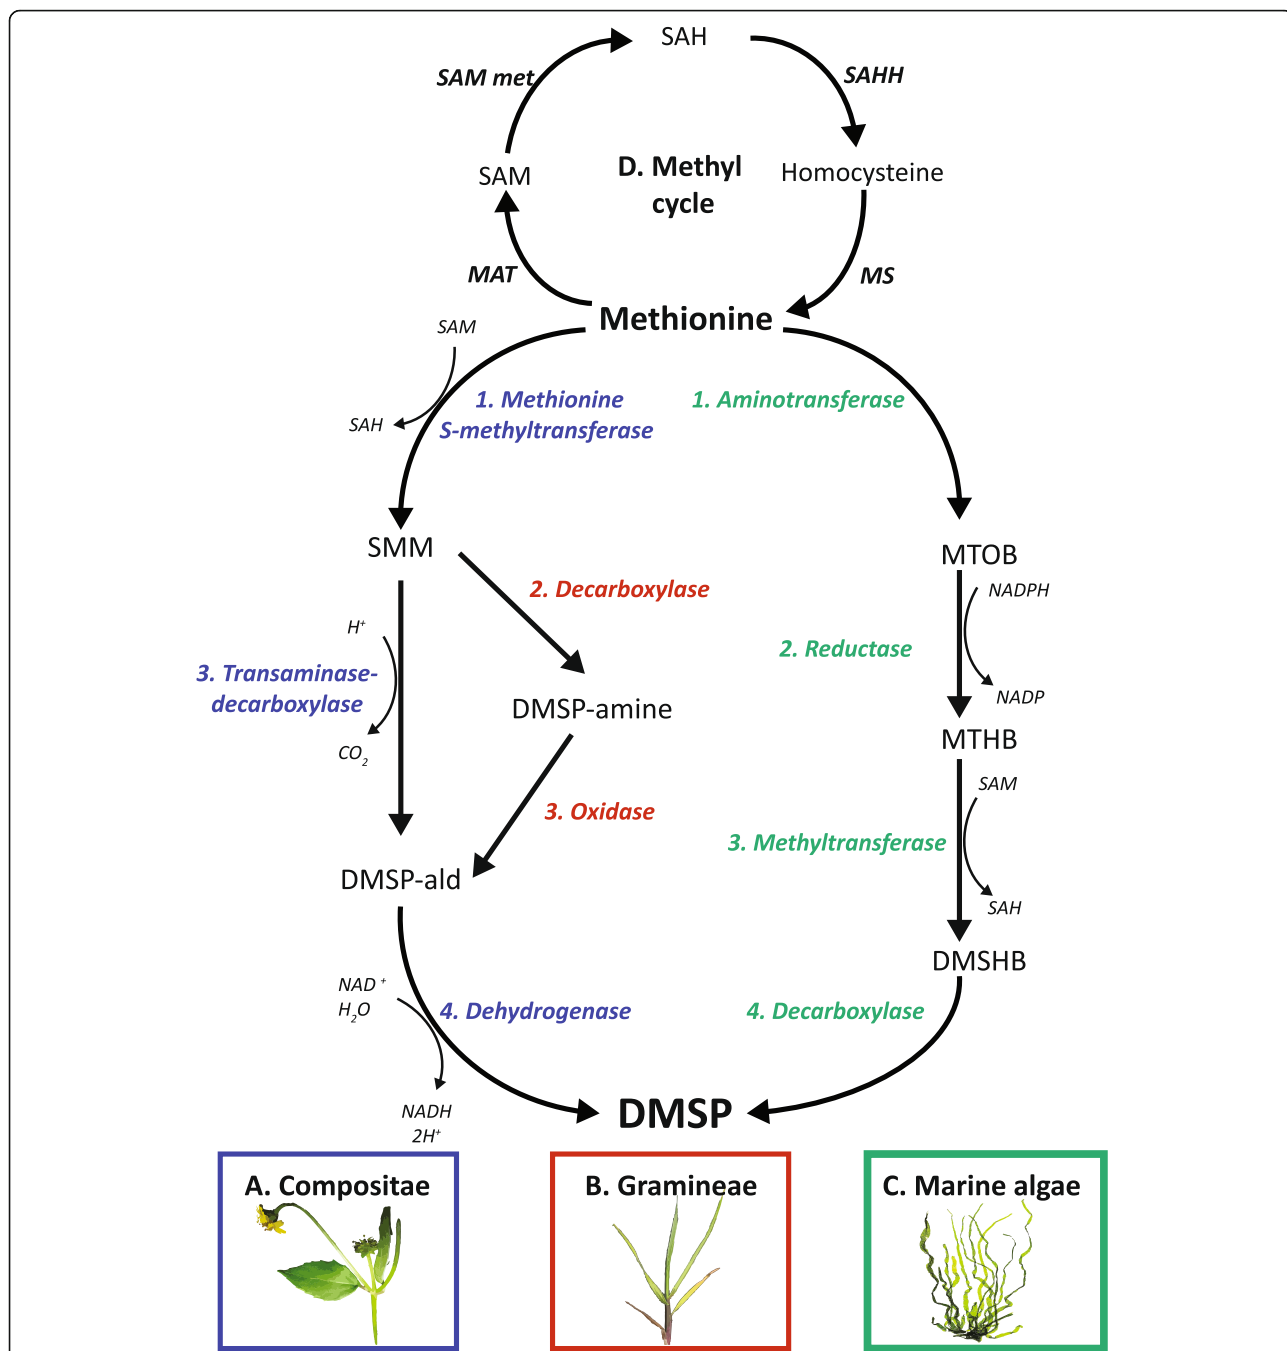 SAH
SAM met
SAHH
D. Methyl
cycle
SAM
Homocysteine
MAT
MS
Methionine
SAM
SAH
1. Methionine
S-methyltransferase
1. Aminotransferase
SMM
MTOB
2. Decarboxylase
NADPH
H⁺
3. Transaminase-
decarboxylase
2. Reductase
NADP
DMSP-amine
CO₂
MTHB
SAM
3. Oxidase
3. Methyltransferase
DMSP-ald
SAH
DMSHB
NAD ⁺
H₂O
4. Dehydrogenase
4. Decarboxylase
NADH
2H⁺
DMSP
A. Compositae
B. Gramineae
C. Marine algae